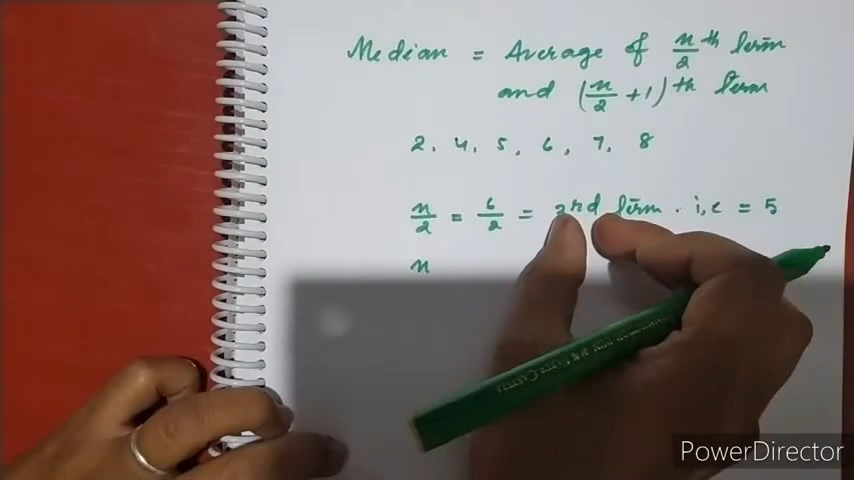 Median = Average of n/2 th term
and (n/2 + 1)th term
2, 4, 5, 6, 7, 8
n/2 = 6/2 = 3rd term. i,e = 5
n
PowerDirector